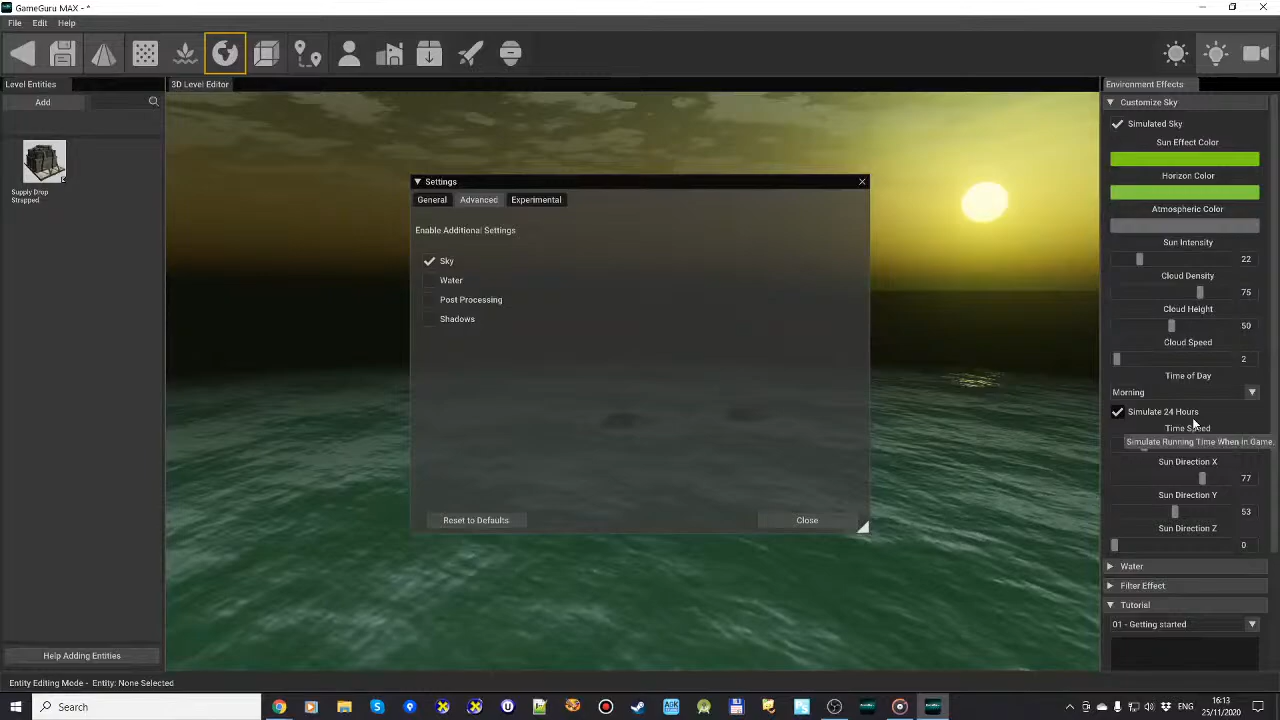 GameGuru MAX - *
File Edit Help
Level Entities
Add
Supply Drop
Strapped
Help Adding Entities
3D Level Editor
Settings
General Advanced Experimental
Enable Additional Settings
Sky
Water
Post Processing
Shadows
Reset to Defaults Close
Environment Effects
Customize Sky
Simulated Sky
Sun Effect Color
Horizon Color
Atmospheric Color
Sun Intensity
22
Cloud Density
75
Cloud Height
50
Cloud Speed
2
Time of Day
Morning
Simulate 24 Hours
Time Speed
Simulate Running Time When in Game.
Sun Direction X
77
Sun Direction Y
53
Sun Direction Z
0
Water
Filter Effect
Tutorial
01 - Getting started
Entity Editing Mode - Entity: None Selected
Search
16:13
25/11/2020